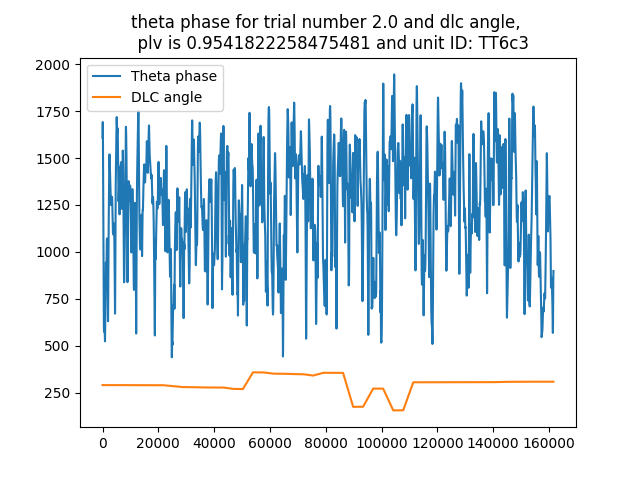 theta phase for trial number 2.0 and dlc angle,
plv is 0.9541822258475481 and unit ID: TT6c3
Theta phase
DLC angle
2000
1750
1500
1250
1000
750
500
250
0 20000 40000 60000 80000 100000 120000 140000 160000